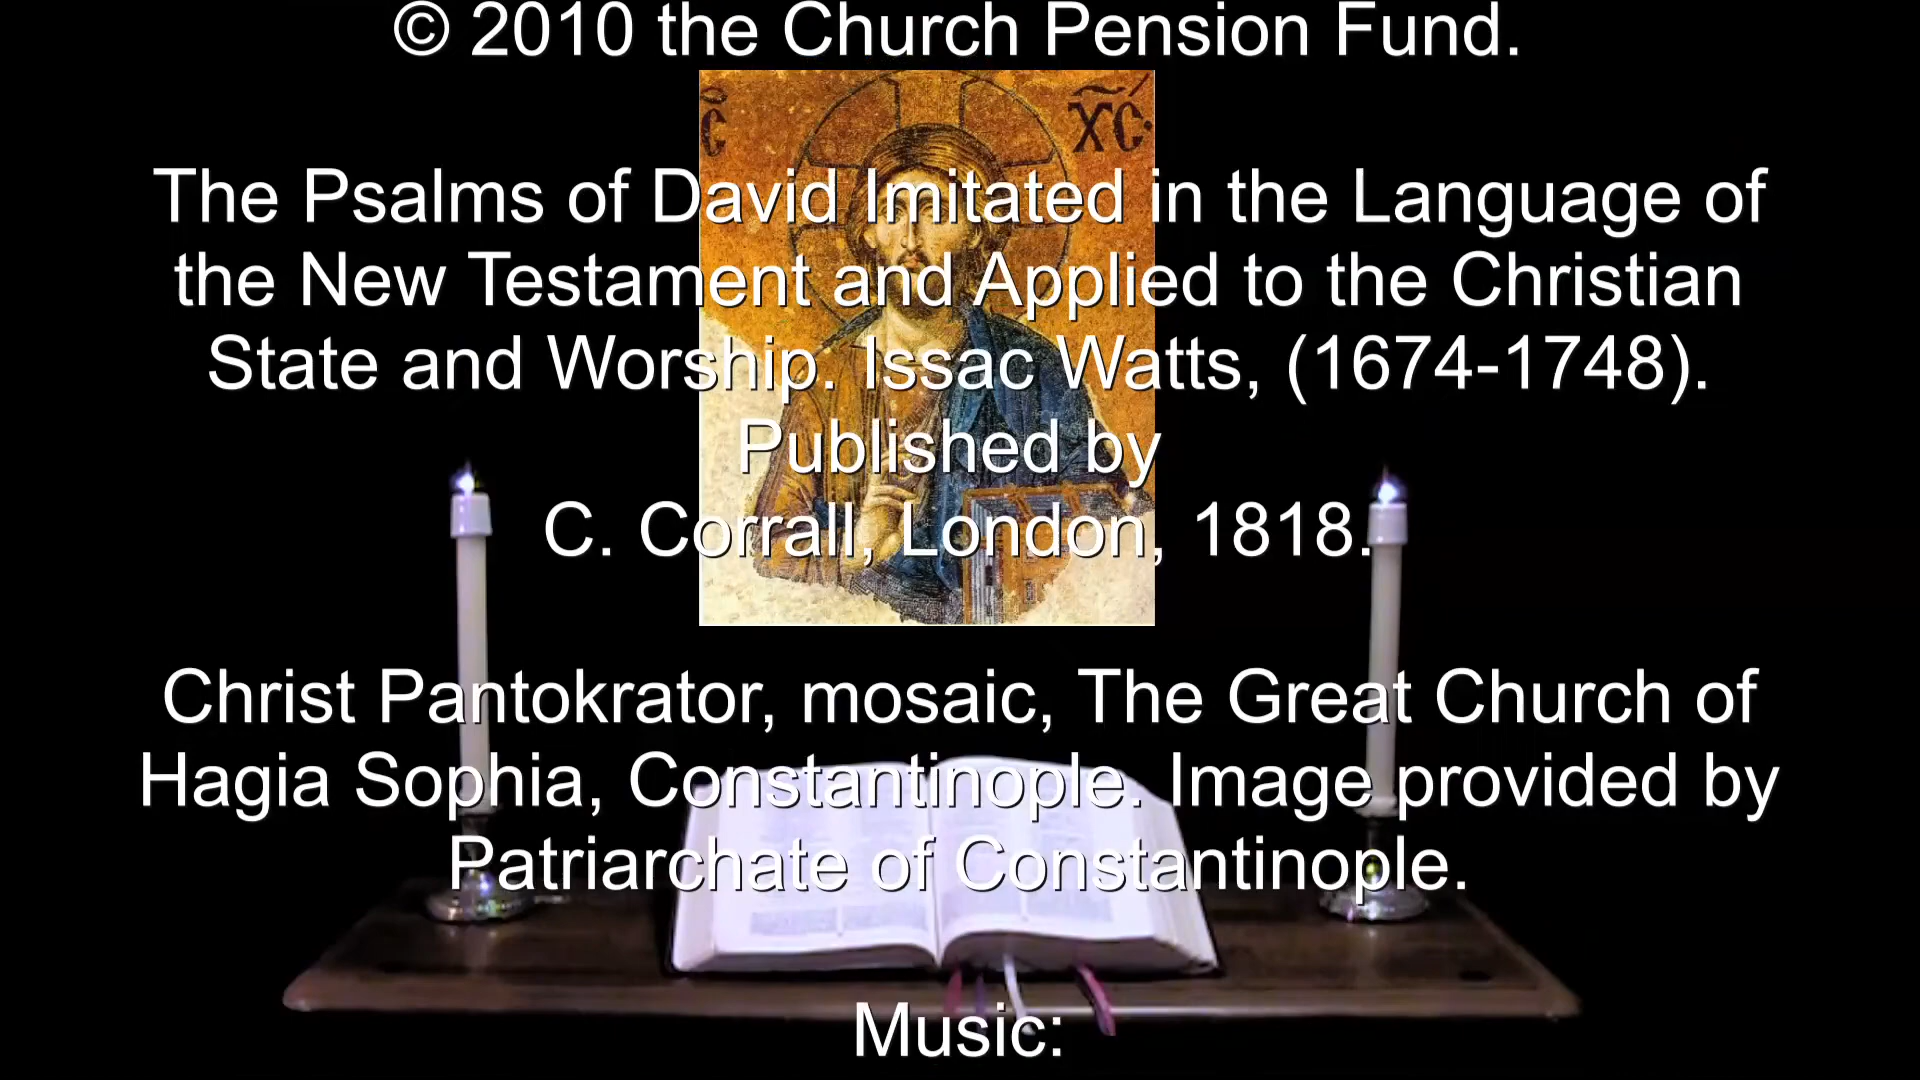 © 2010 the Church Pension Fund.
XC
The Psalms of David Imitated in the Language of
the New Testament and Applied to the Christian
State and Worship. Issac Watts, (1674-1748).
Published by
C. Corrall, London, 1818.
Christ Pantokrator, mosaic, The Great Church of
Hagia Sophia, Constantinople. Image provided by
Patriarchate of Constantinople.
Music: